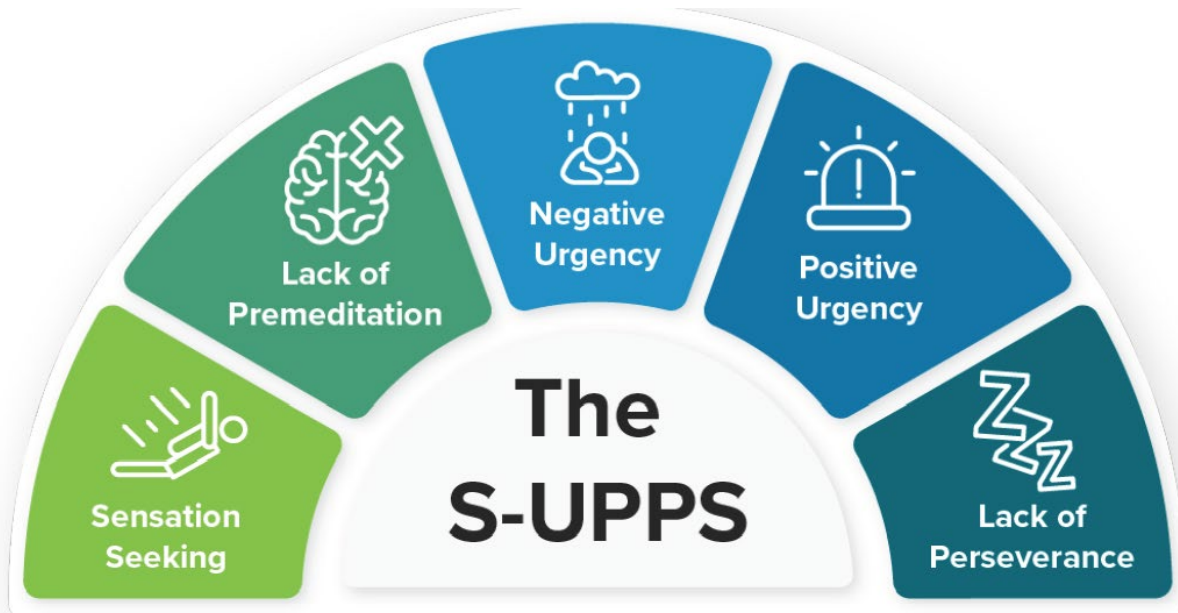 Sensation
Seeking
Lack of
Premeditation
Negative
Urgency
Positive
Urgency
Lack of
Perseverance
The
S-UPPS